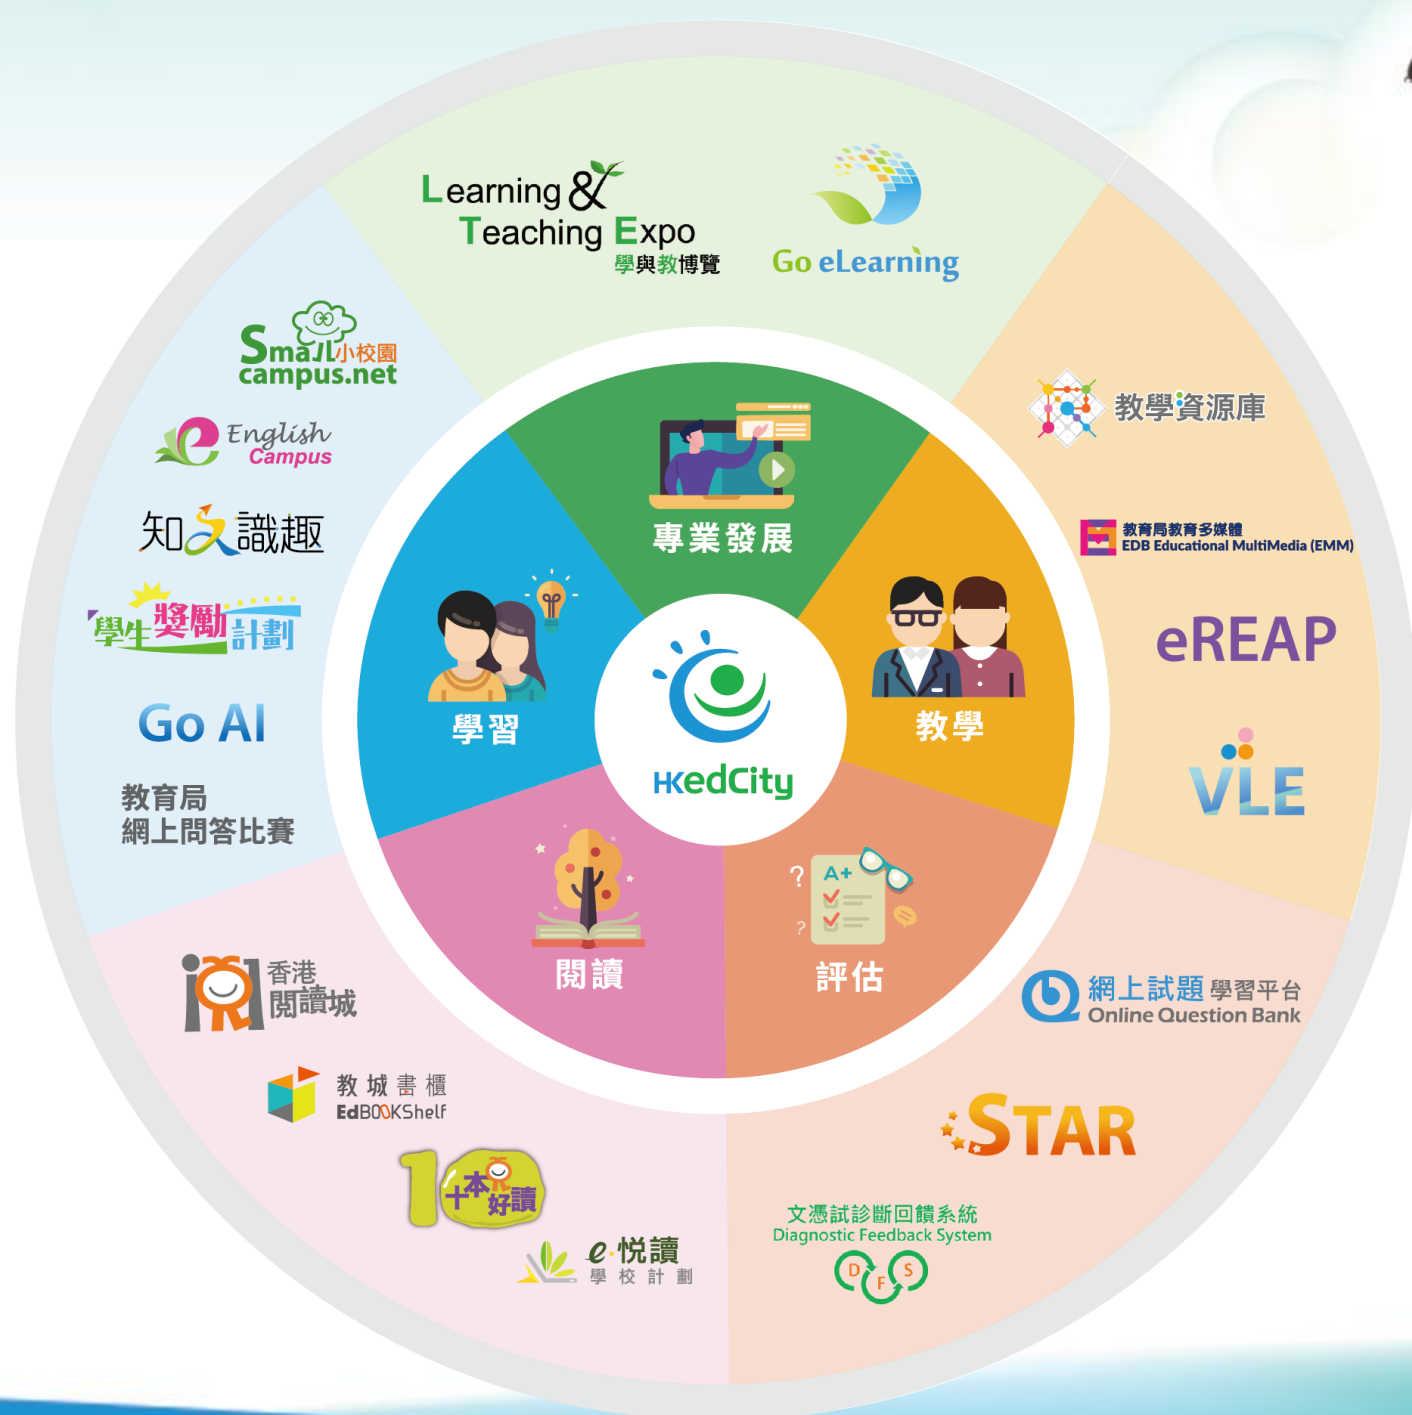 Learning &
Teaching Expo
學與教博覽
Go eLearning
Small小校園
campus.net
English
Campus
知文識趣
學生獎勵計劃
Go AI
教育局
網上問答比賽
教學資源庫
教育局教育多媒體
EDB Educational MultiMedia (EMM)
eREAP
VLE
專業發展
學習
教學
HKedCity
閱讀
A+
?
?
評估
香港
閱讀城
教城書櫃
EdBOOKShelf
10
十本好讀
e悅讀
學校計劃
網上試題 學習平台
Online Question Bank
STAR
文憑試診斷回饋系統
Diagnostic Feedback System
D F S